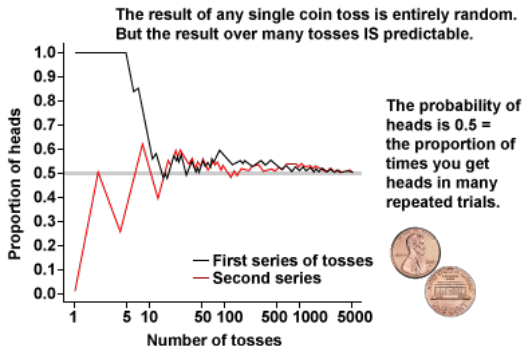 The result of any single coin toss is entirely random.
But the result over many tosses IS predictable.
Proportion of heads
1.0
0.9
0.8
0.7
0.6
0.5
0.4
0.3
0.2
0.1
0.0
First series of tosses
Second series
1 5 10 50 100 500 1000 5000
Number of tosses
The probability of
heads is 0.5 =
the proportion of
times you get
heads in many
repeated trials.